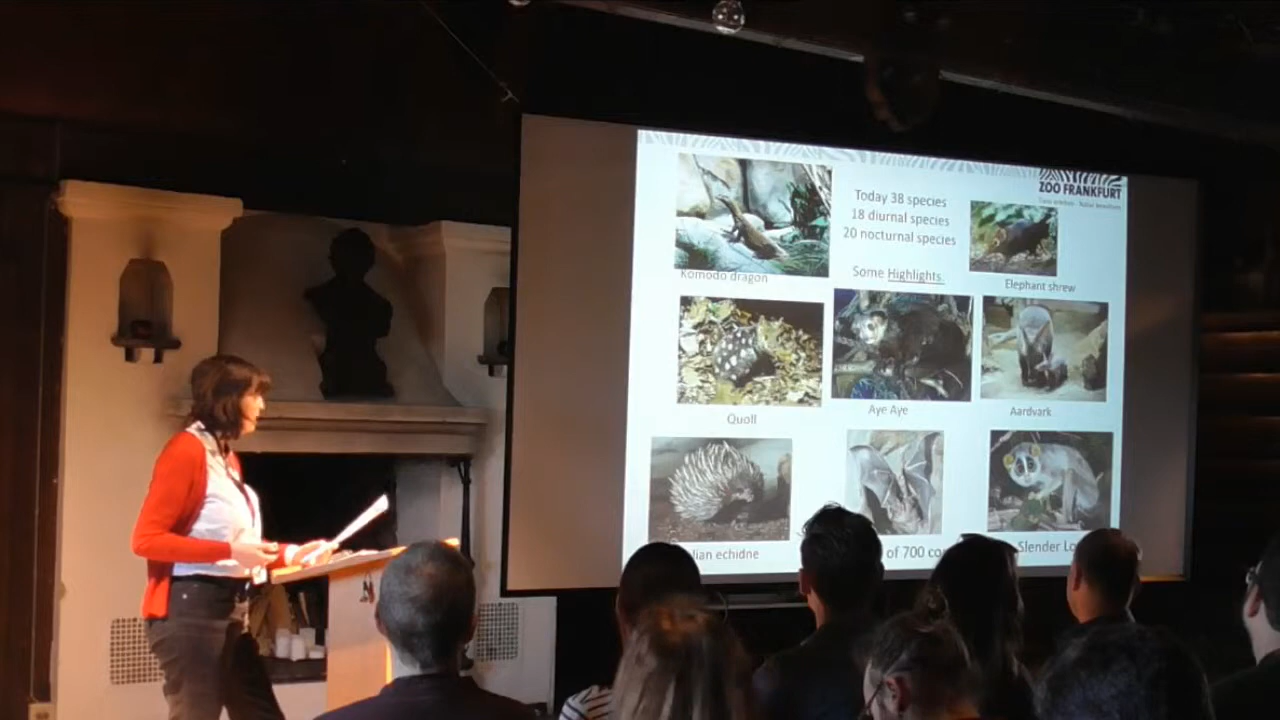 ZOO FRANKFURT
Today 38 species
18 diurnal species
20 nocturnal species
Some Highlights
Komodo dragon
Elephant shrew
Quoll
Aye Aye
Aardvark
echidne
of 700
Slender